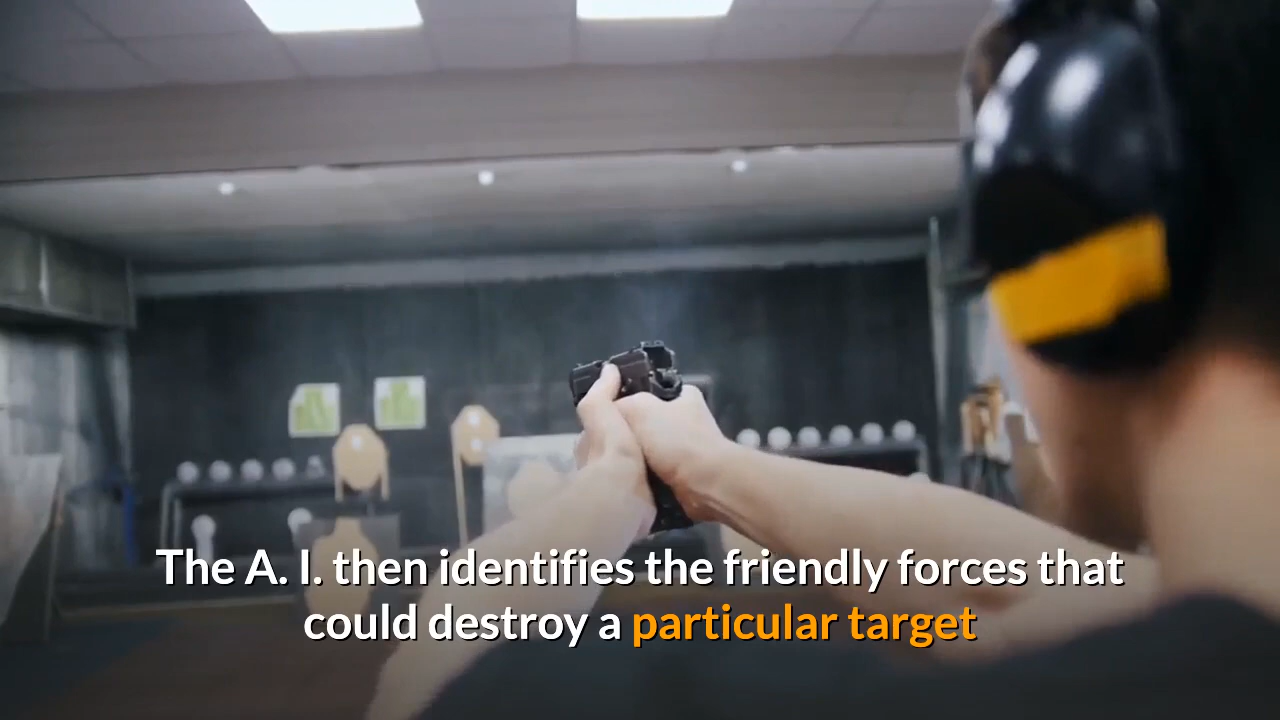 The A. I. then identifies the friendly forces that
could destroy a particular target